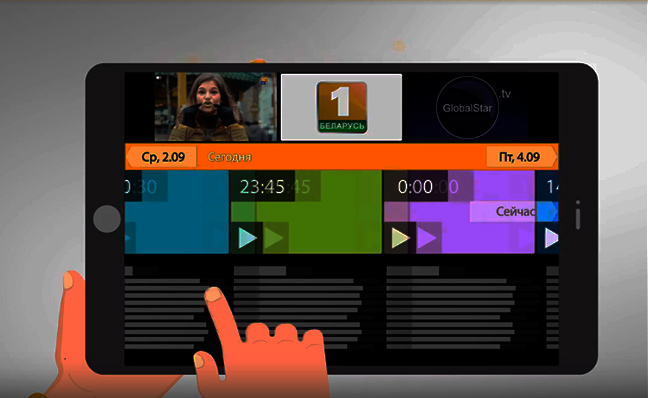 1
БЕЛАРУСЬ
GlobalStar
.tv
Ср, 2.09
Сегодня
Пт, 4.09
23:45
0:00
Сейчас